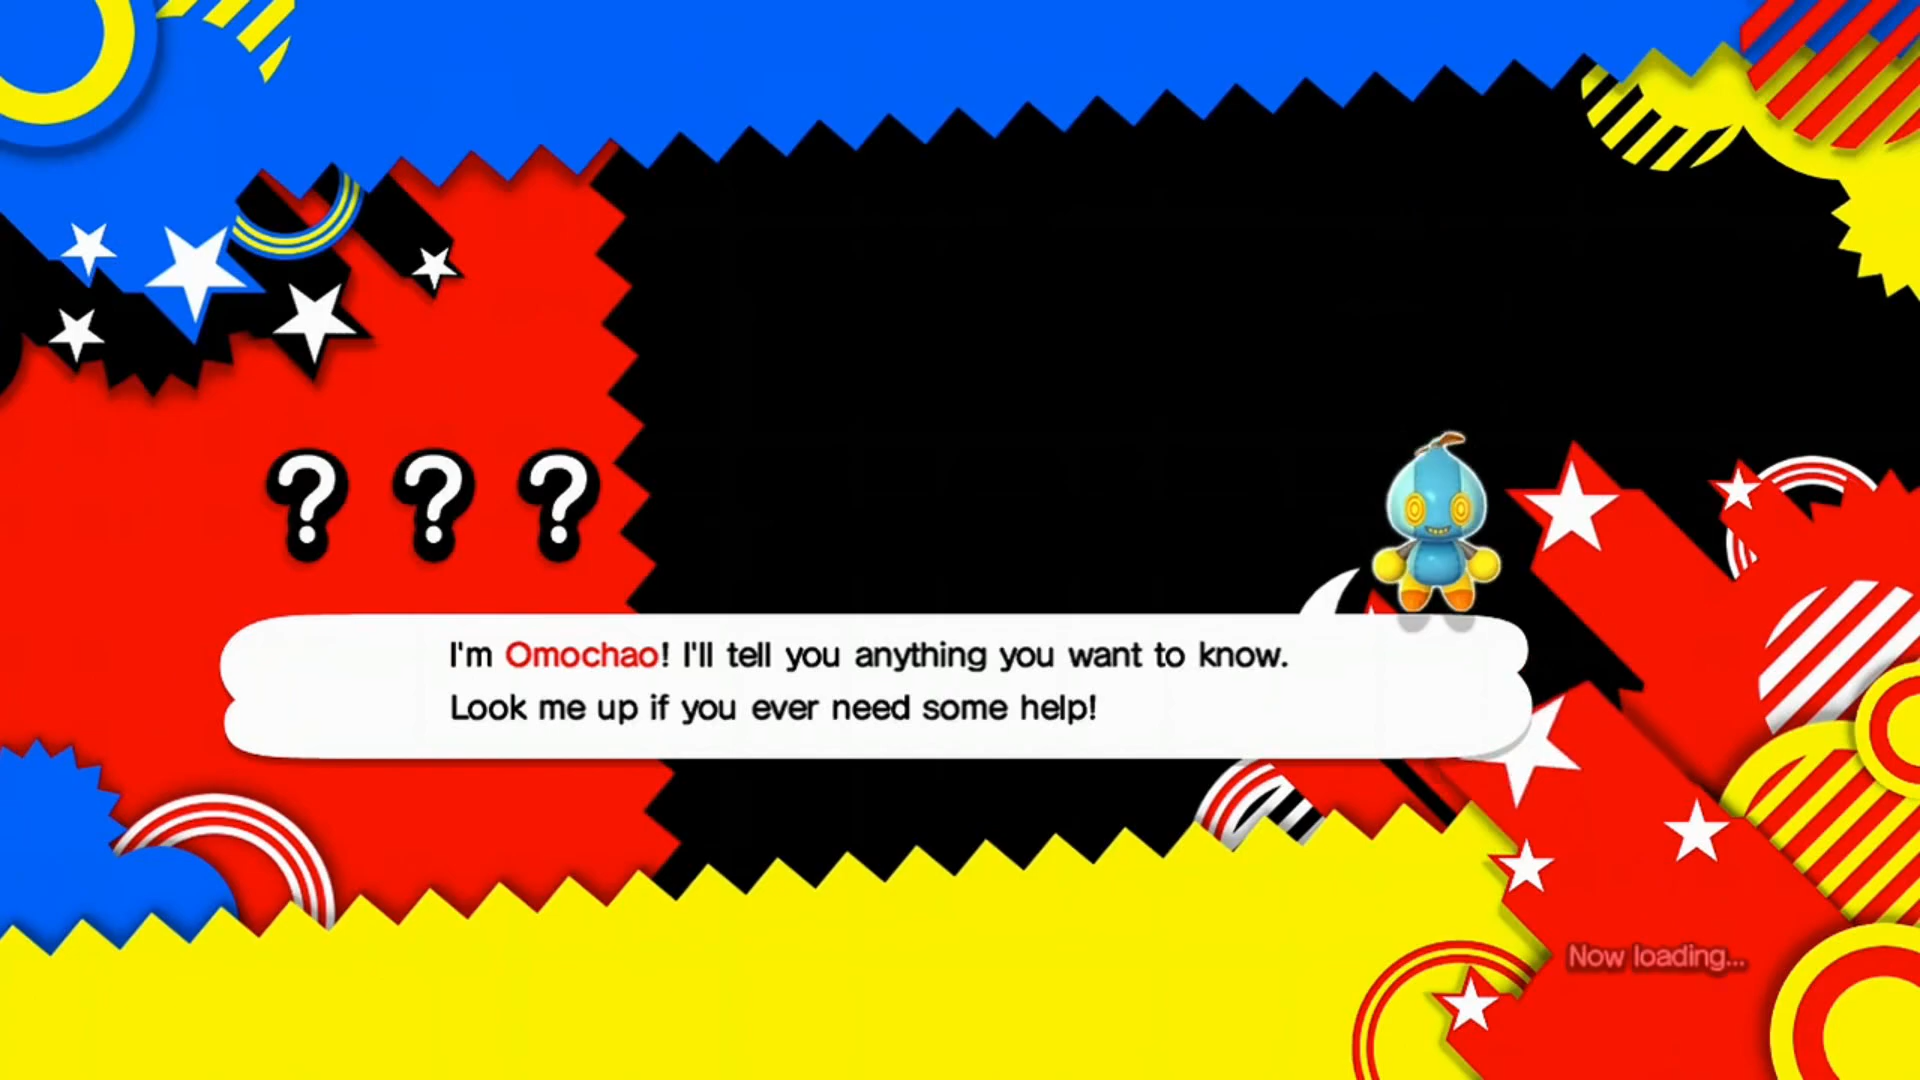 ? ? ?
I'm Omochao! I'll tell you anything you want to know.
Look me up if you ever need some help!
Now loading...